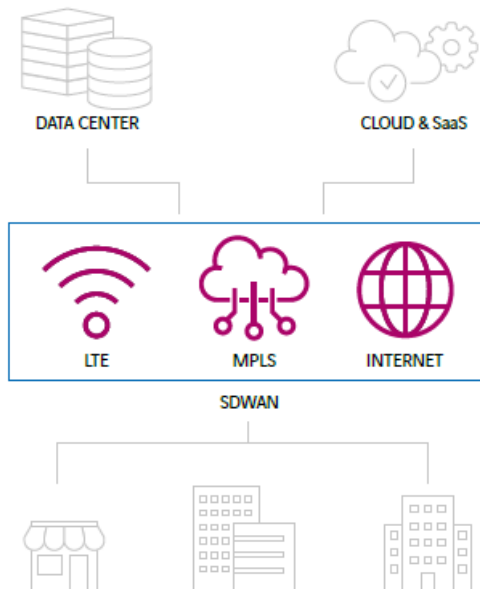 DATA CENTER
CLOUD & SaaS
LTE
MPLS
INTERNET
SDWAN